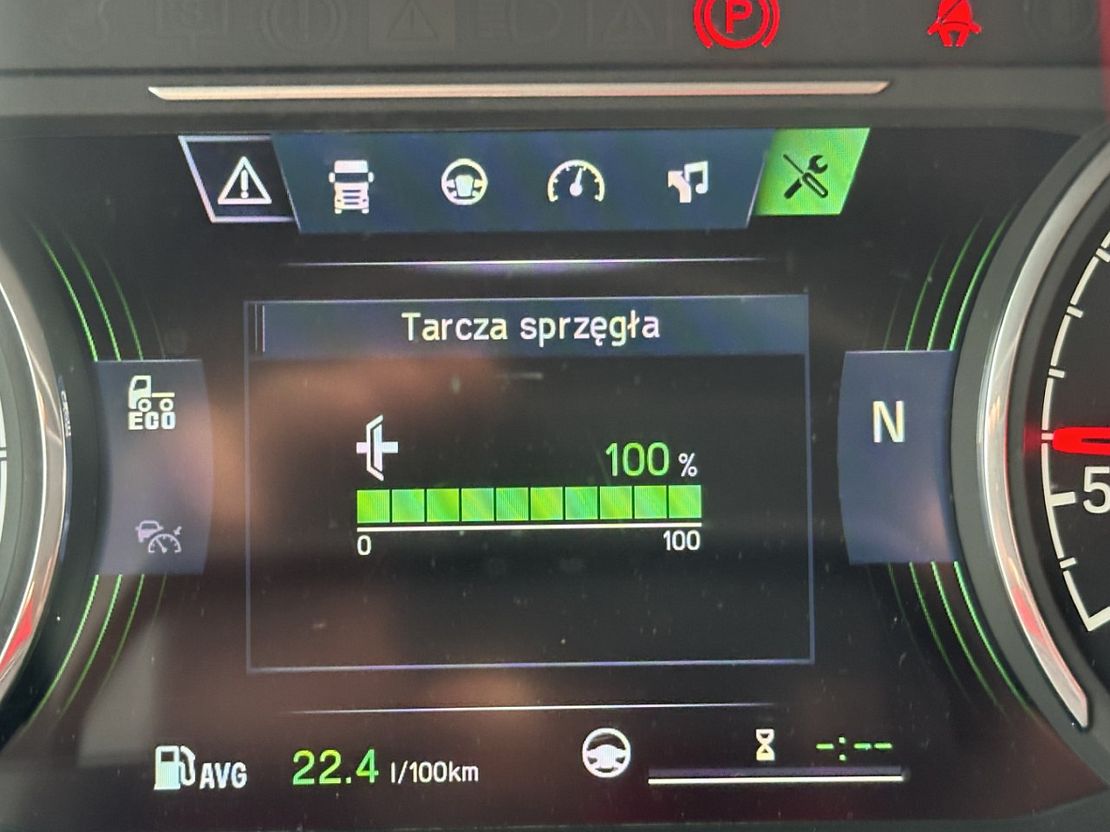 P
Tarcza sprzęgła
ECO
N
100 %
0 100
5
AVG 22.4 l/100km
-:--